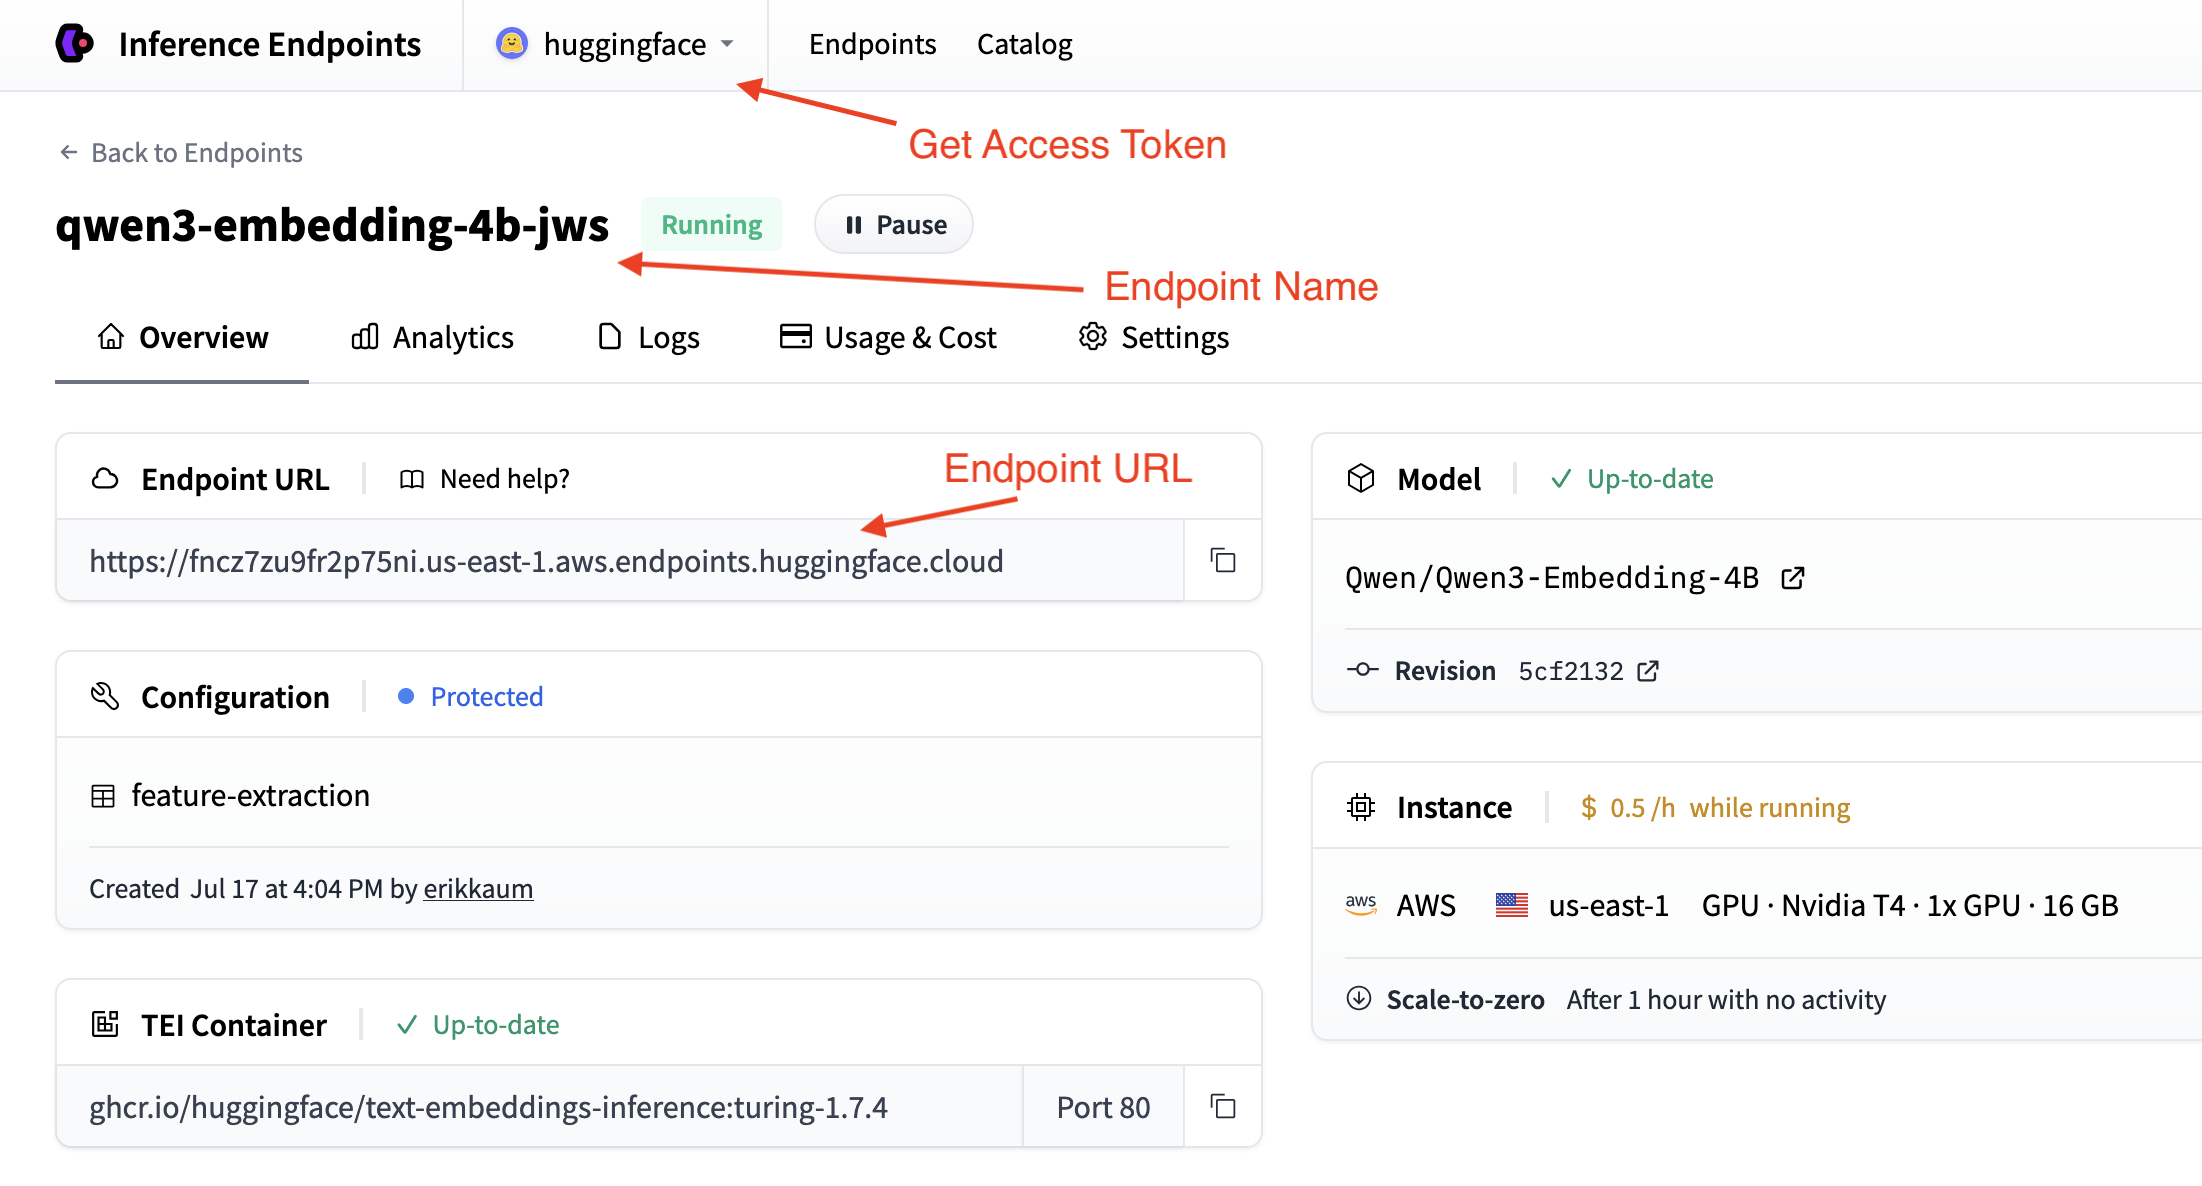 Inference Endpoints
huggingface
Endpoints
Catalog
Get Access Token
Back to Endpoints
qwen3-embedding-4b-jws
Running
Pause
Endpoint Name
Overview
Analytics
Logs
Usage & Cost
Settings
Endpoint URL
Need help?
Endpoint URL
https://fncz7zu9fr2p75ni.us-east-1.aws.endpoints.huggingface.cloud
Configuration
Protected
feature-extraction
Created Jul 17 at 4:04 PM by erikkaum
TEI Container
Up-to-date
ghcr.io/huggingface/text-embeddings-inference:turing-1.7.4
Port 80
Model
Up-to-date
Qwen/Qwen3-Embedding-4B
Revision 5cf2132
Instance
$ 0.5 /h while running
aws AWS us-east-1 GPU · Nvidia T4 · 1x GPU · 16 GB
Scale-to-zero After 1 hour with no activity